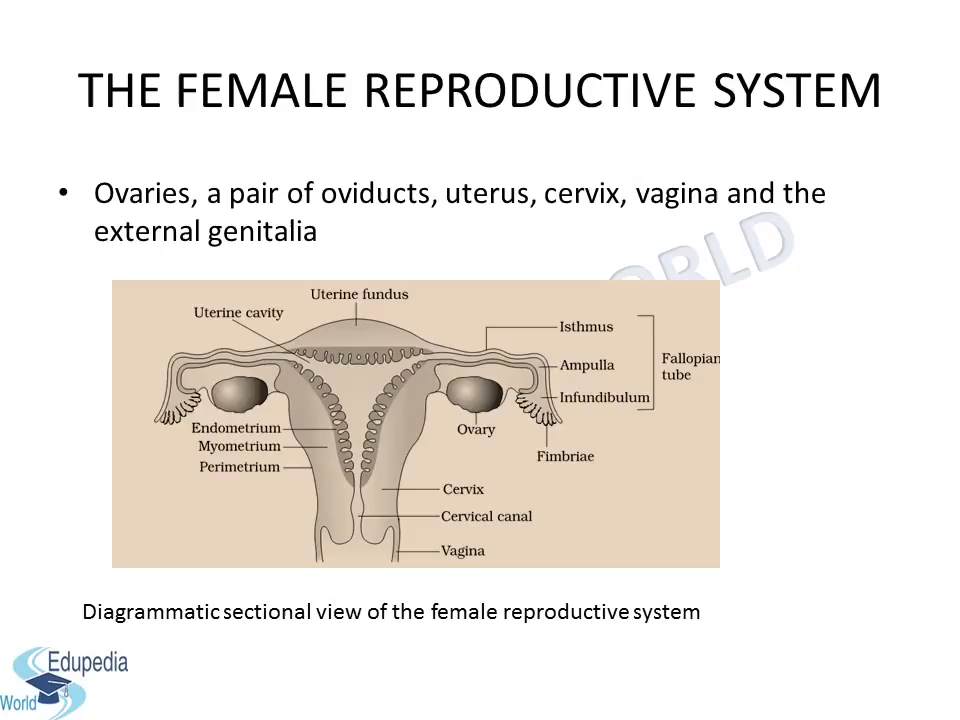 THE FEMALE REPRODUCTIVE SYSTEM
• Ovaries, a pair of oviducts, uterus, cervix, vagina and the
external genitalia
Uterine fundus
Uterine cavity
Isthmus
Ampulla
Infundibulum
Fallopian
tube
Endometrium
Myometrium
Perimetrium
Ovary
Fimbriae
Cervix
Cervical canal
Vagina
Diagrammatic sectional view of the female reproductive system
Edupedia
World